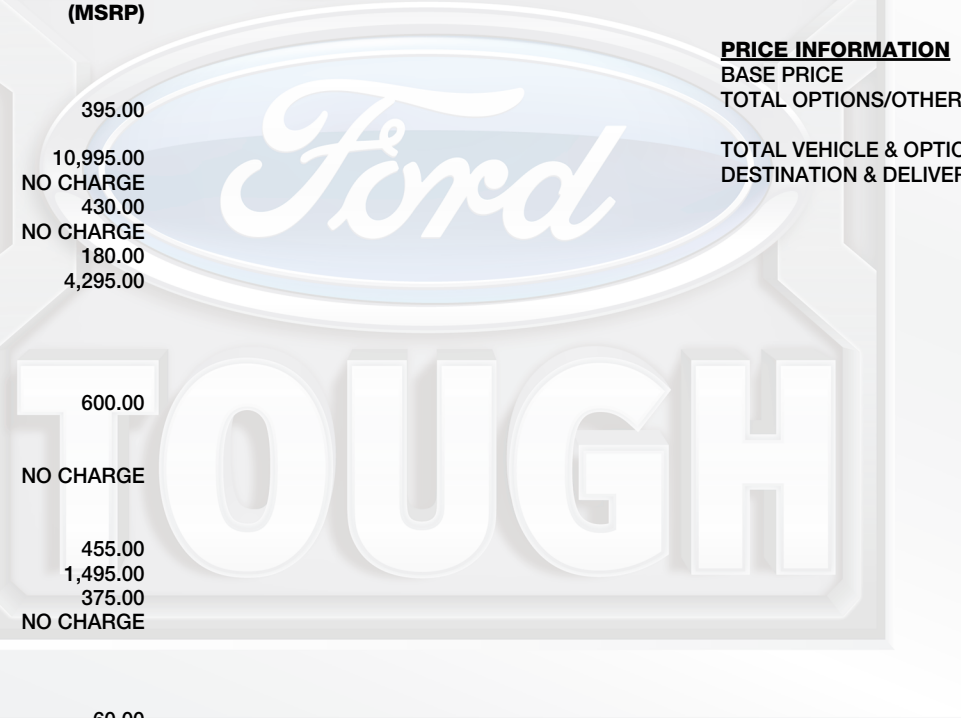 (MSRP)
395.00
10,995.00
NO CHARGE
430.00
NO CHARGE
180.00
4,295.00
600.00
NO CHARGE
455.00
1,495.00
375.00
NO CHARGE
60.00
PRICE INFORMATION
BASE PRICE
TOTAL OPTIONS/OTHER
TOTAL VEHICLE & OPTIO
DESTINATION & DELIVER
Ford
TOUGH